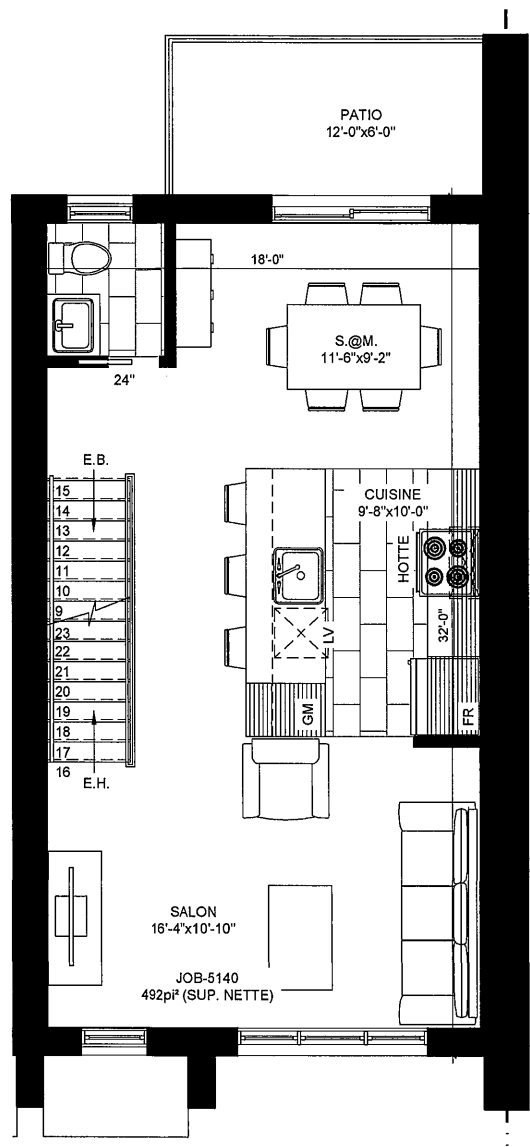 PATIO
12'-0"x6'-0"
18'-0"
S.@M.
11'-6"x9'-2"
24"
E.B.
15
14
13
12
11
10
9
23
22
21
20
19
18
17
16
E.H.
CUISINE
9'-8"x10'-0"
HOTTE
32'-0"
LV
GM
FR
SALON
16'-4"x10'-10"
JOB-5140
492pi² (SUP. NETTE)